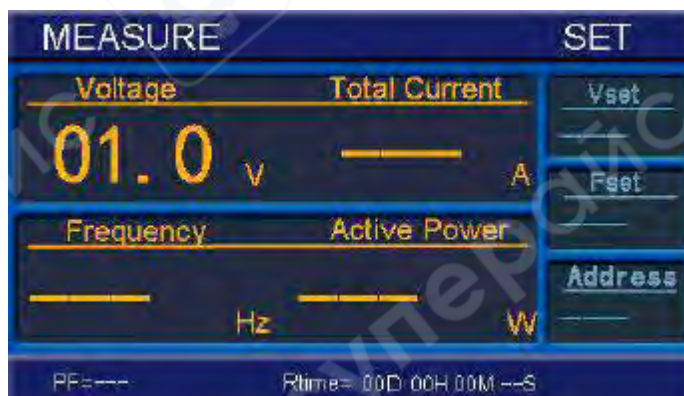 MEASURE SET
Voltage Total Current Vset
01.0 V ——— A ———
Fset
Frequency Active Power ———
——— Hz ——— W Address
———
PF=--- Rtime= 00D 00H 00M --S